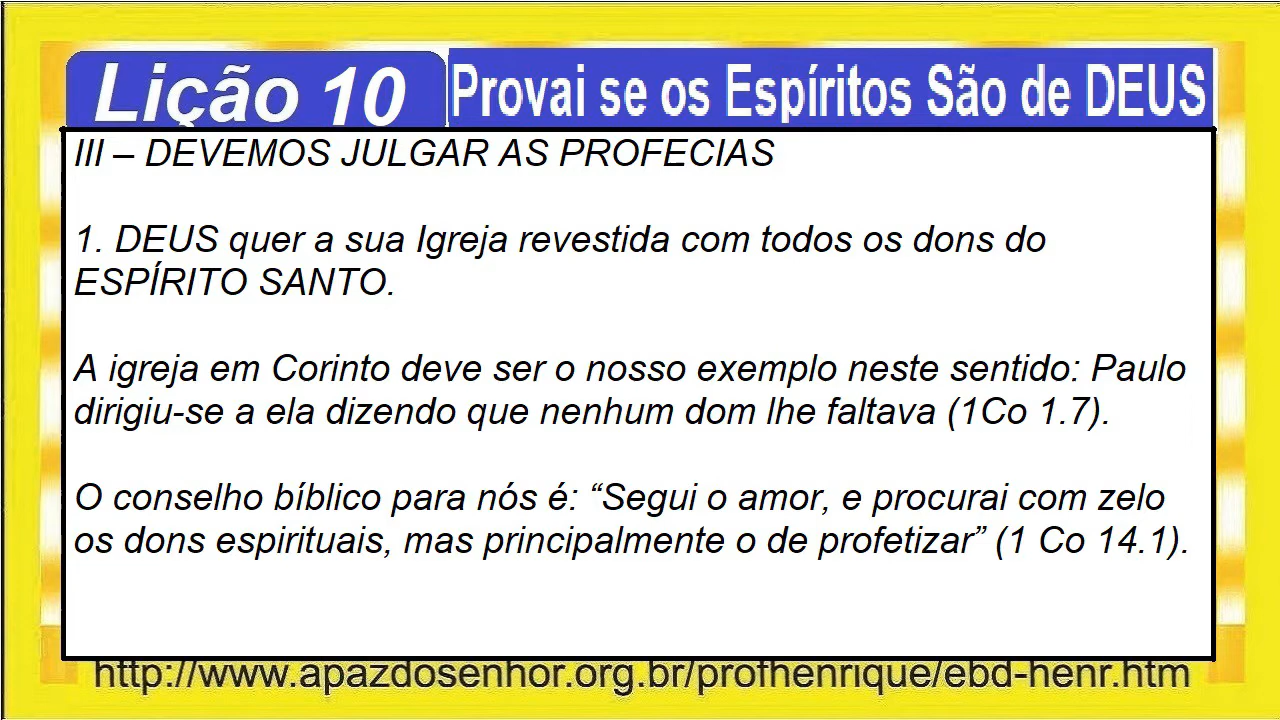 Lição 10 Provai se os Espíritos São de DEUS
III – DEVEMOS JULGAR AS PROFECIAS
1. DEUS quer a sua Igreja revestida com todos os dons do
ESPÍRITO SANTO.
A igreja em Corinto deve ser o nosso exemplo neste sentido: Paulo
dirigiu-se a ela dizendo que nenhum dom lhe faltava (1Co 1.7).
O conselho bíblico para nós é: “Segui o amor, e procurai com zelo
os dons espirituais, mas principalmente o de profetizar” (1 Co 14.1).
http://www.apazdosenhor.org.br/profhenrique/ebd-henr.htm